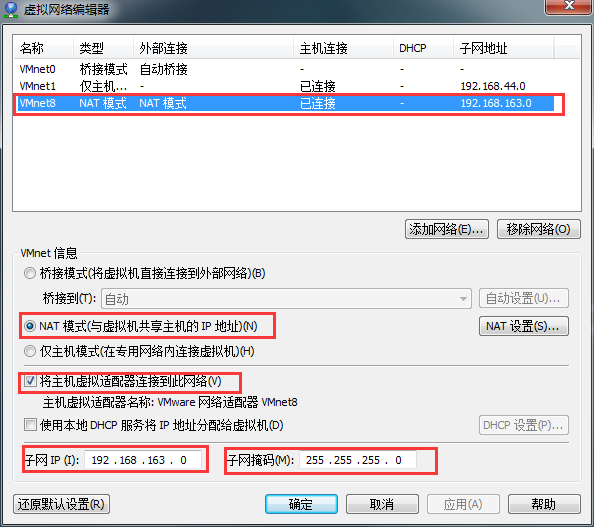 虚拟网络编辑器
名称 类型 外部连接 主机连接 DHCP 子网地址
VMnet0 桥接模式 自动桥接 - - -
VMnet1 仅主机... - 已连接 - 192.168.44.0
VMnet8 NAT 模式 NAT 模式 已连接 - 192.168.163.0
添加网络(E)... 移除网络(O)
VMnet 信息
桥接模式(将虚拟机直接连接到外部网络)(B)
桥接到(T): 自动 自动设置(U)...
NAT 模式(与虚拟机共享主机的 IP 地址)(N) NAT 设置(S)...
仅主机模式(在专用网络内连接虚拟机)(H)
将主机虚拟适配器连接到此网络(V)
主机虚拟适配器名称: VMware 网络适配器 VMnet8
使用本地 DHCP 服务将 IP 地址分配给虚拟机(D) DHCP 设置(P)...
子网 IP (I): 192 .168 .163 . 0 子网掩码(M): 255 .255 .255 . 0
还原默认设置(R) 确定 取消 应用(A) 帮助